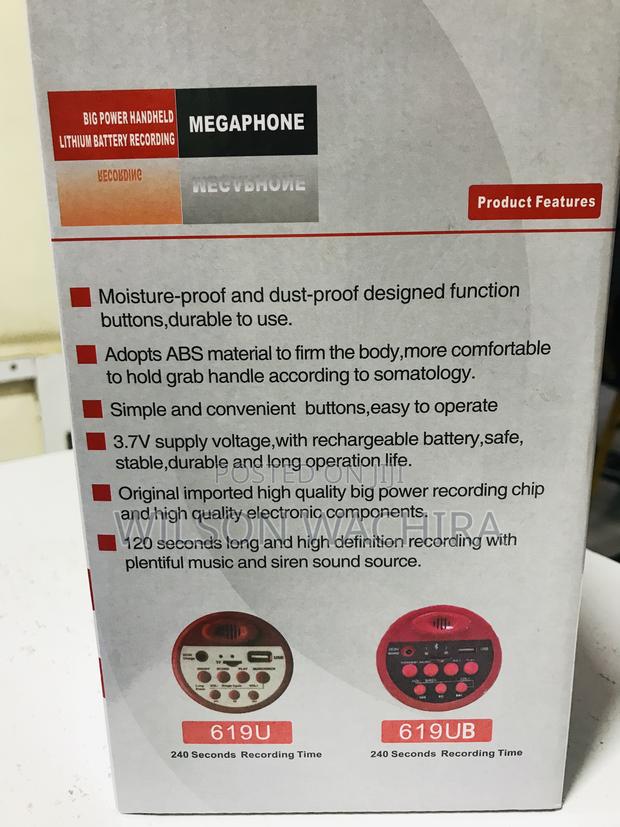 BIG POWER HANDHELD
LITHIUM BATTERY RECORDING
MEGAPHONE
RECORDING
MEGAPHONE
Product Features
Moisture-proof and dust-proof designed function
buttons,durable to use.
Adopts ABS material to firm the body,more comfortable
to hold grab handle according to somatology.
Simple and convenient buttons,easy to operate
3.7V supply voltage,with rechargeable battery,safe,
stable,durable and long operation life.
POSTED ON JIJI
Original imported high quality big power recording chip
and high quality electronic components.
WILSON WACHIRA
120 seconds long and high definition recording with
plentiful music and siren sound source.
USB
619U
240 Seconds Recording Time
619UB
240 Seconds Recording Time